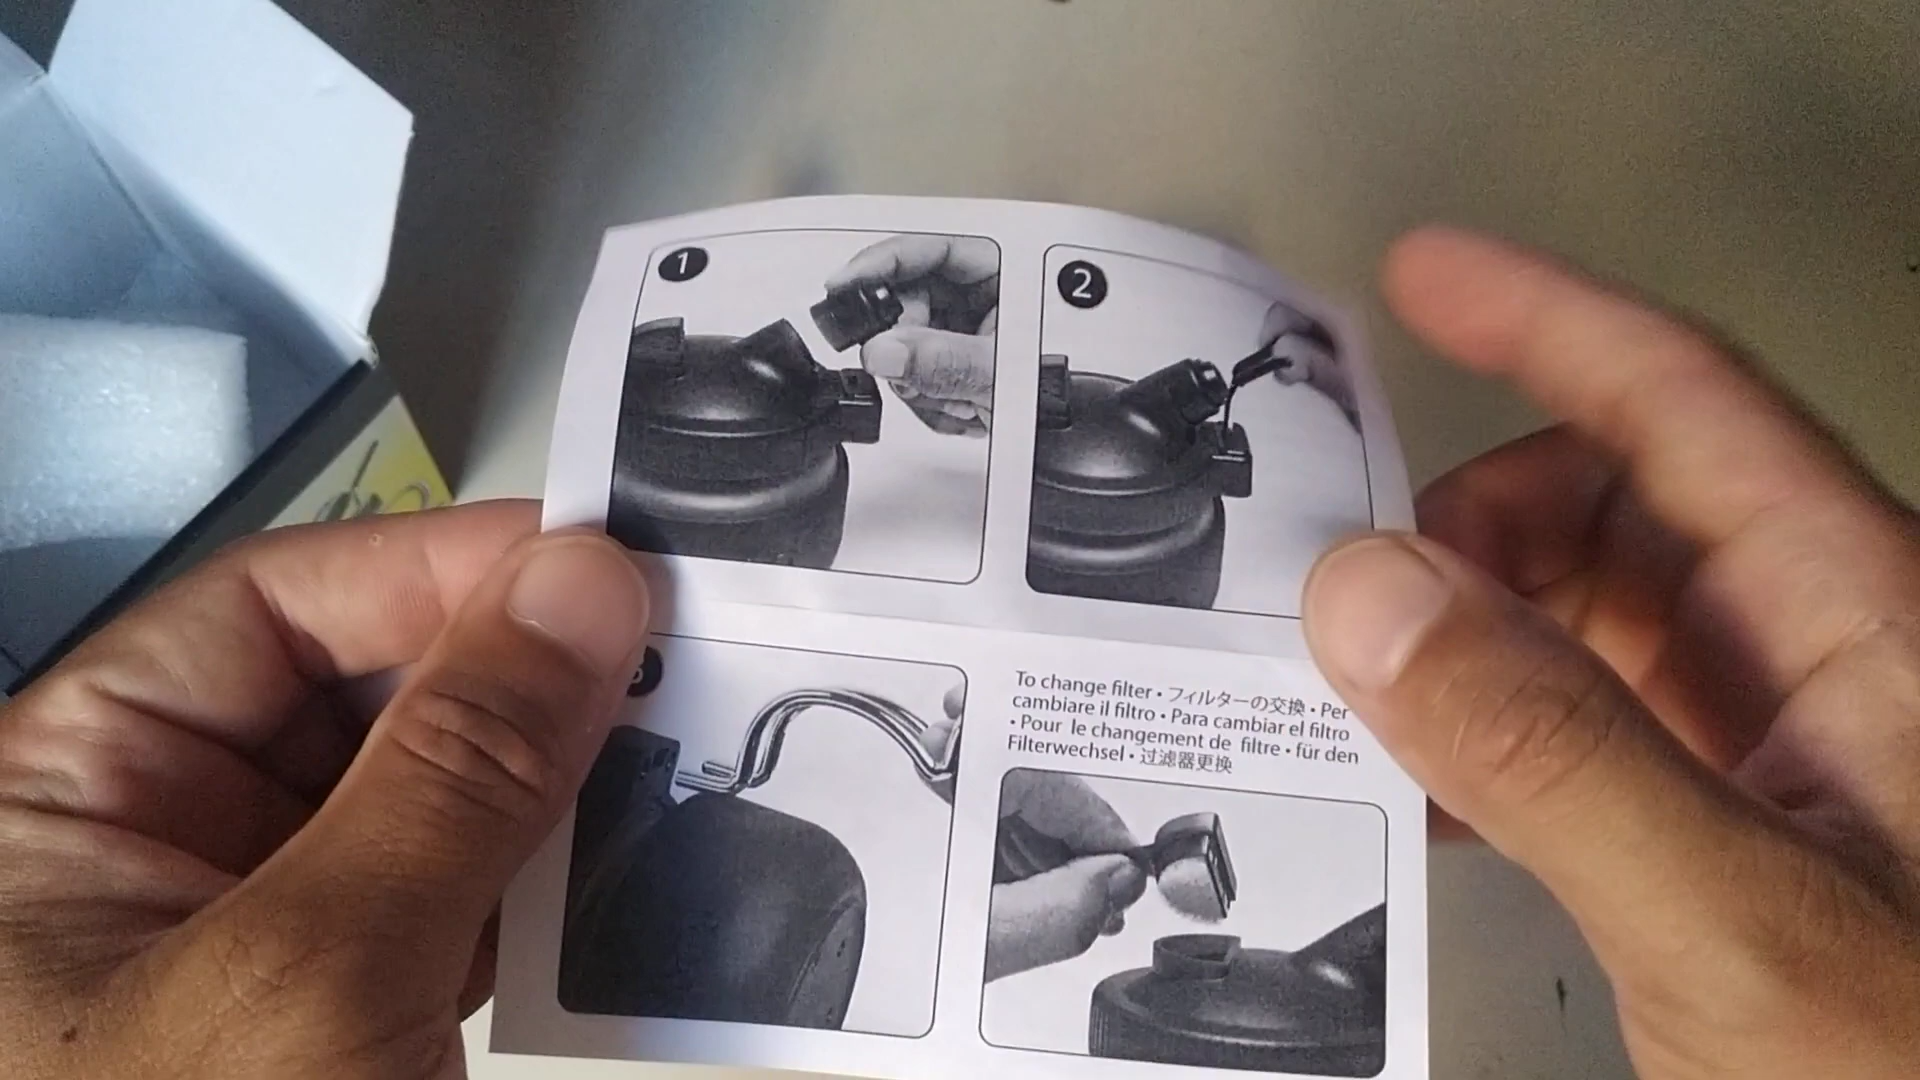 1
2
3
To change filter • フィルターの交換 • Per
cambiare il filtro • Para cambiar el filtro
• Pour le changement de filtre • für den
Filterwechsel • 过滤器更换